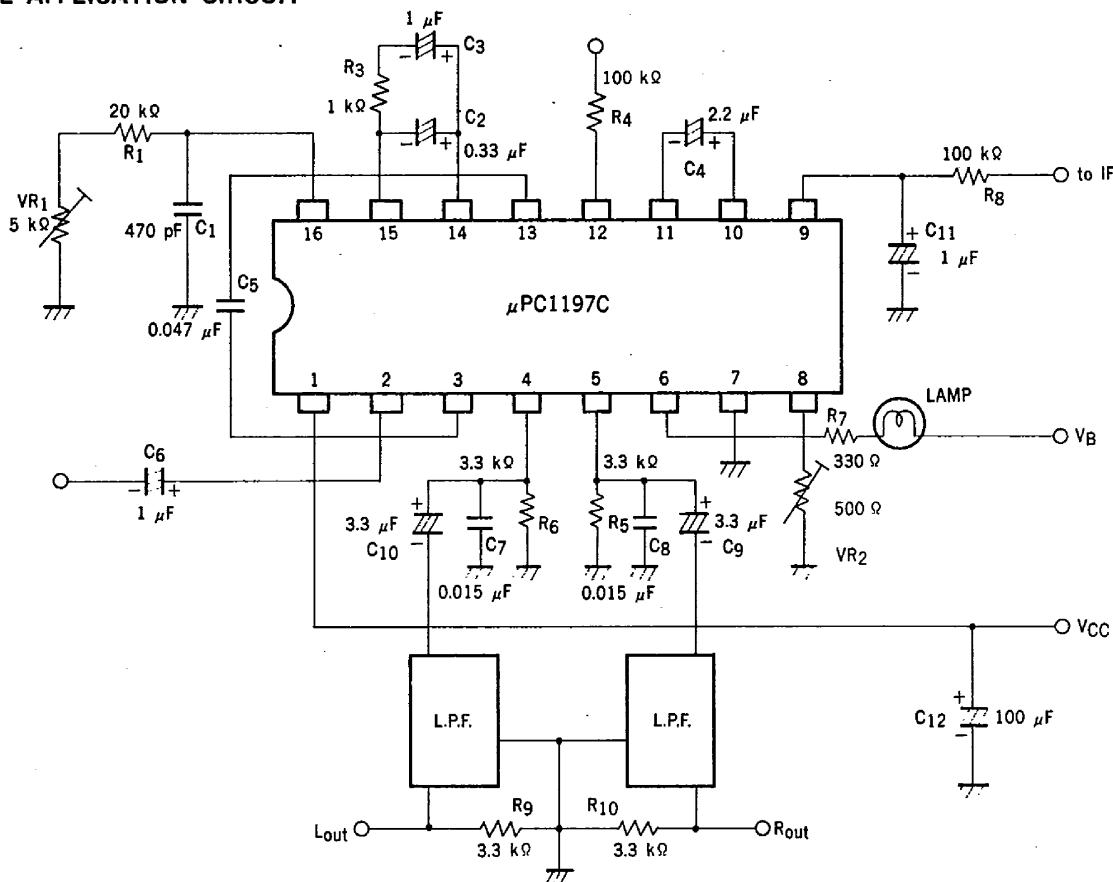 APPLICATION CIRCUIT
1 μF
− + C3
R3
1 kΩ
C2
− +
0.33 μF
100 kΩ
R4
2.2 μF
− +
C4
20 kΩ
R1
VR1
5 kΩ
470 pF C1
100 kΩ
R8
to IF
+ C11
1 μF
−
16 15 14 13 12 11 10 9
C5
0.047 μF
μPC1197C
1 2 3 4 5 6 7 8
LAMP
R7
330 Ω
VB
C6
− +
1 μF
3.3 kΩ
3.3 kΩ
500 Ω
VR2
+
3.3 μF
−
C10
C7
0.015 μF
R6
R5
C8
0.015 μF
+
3.3 μF
−
C9
VCC
L.P.F.
L.P.F.
+
C12 100 μF
−
Lout
R9
3.3 kΩ
R10
3.3 kΩ
Rout